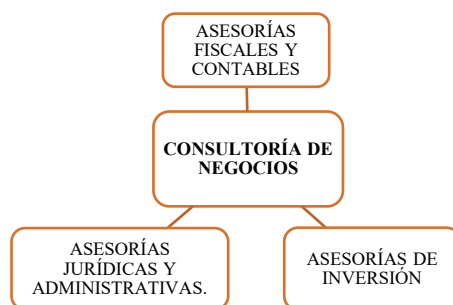 ASESORÍAS
FISCALES Y
CONTABLES
CONSULTORÍA DE
NEGOCIOS
ASESORÍAS
JURÍDICAS Y
ADMINISTRATIVAS.
ASESORÍAS DE
INVERSIÓN